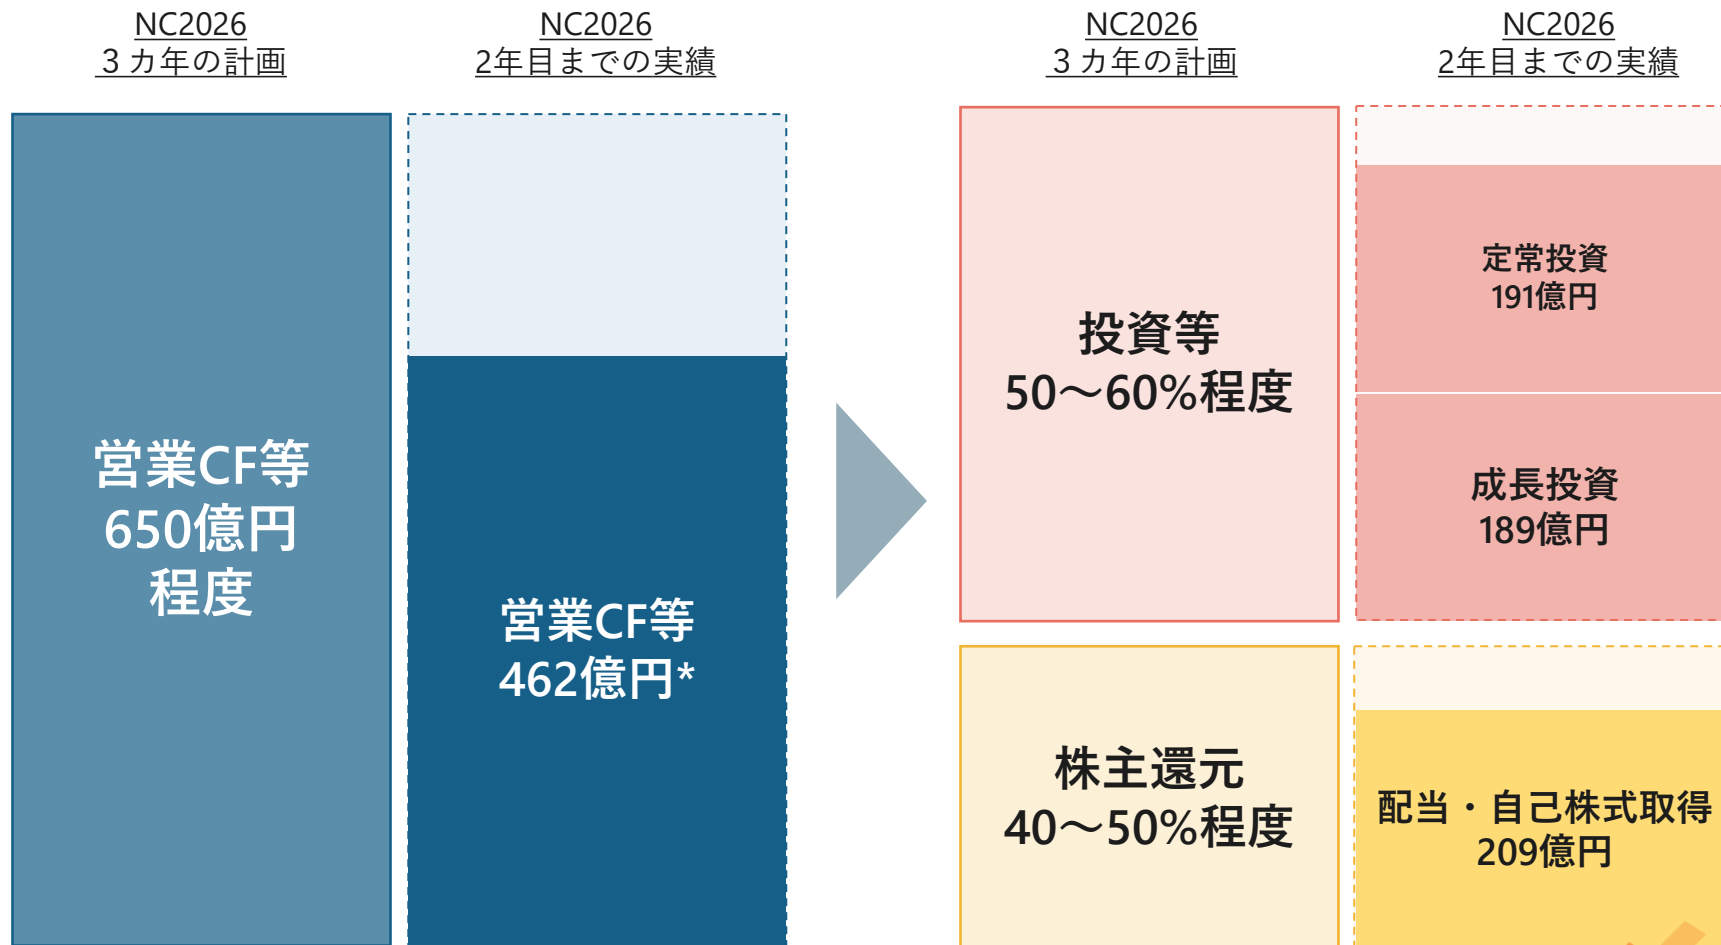 NC2026
３カ年の計画
NC2026
2年目までの実績
NC2026
３カ年の計画
NC2026
2年目までの実績
営業CF等
650億円
程度
営業CF等
462億円*
投資等
50～60%程度
定常投資
191億円
成長投資
189億円
株主還元
40～50%程度
配当・自己株式取得
209億円